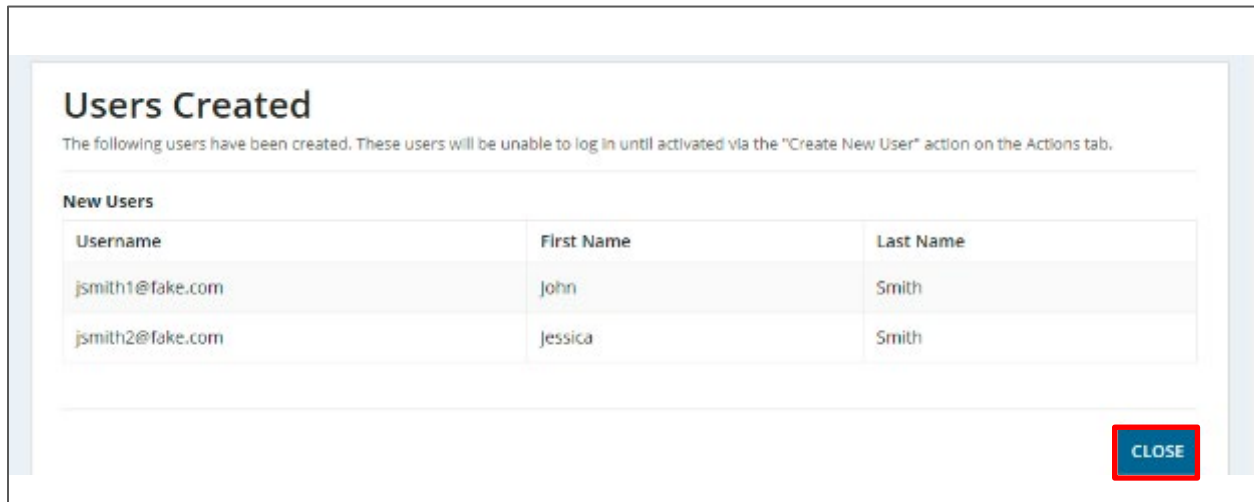 Users Created
The following users have been created. These users will be unable to log in until activated via the "Create New User" action on the Actions tab.
New Users
Username First Name Last Name
jsmith1@fake.com John Smith
jsmith2@fake.com Jessica Smith
CLOSE